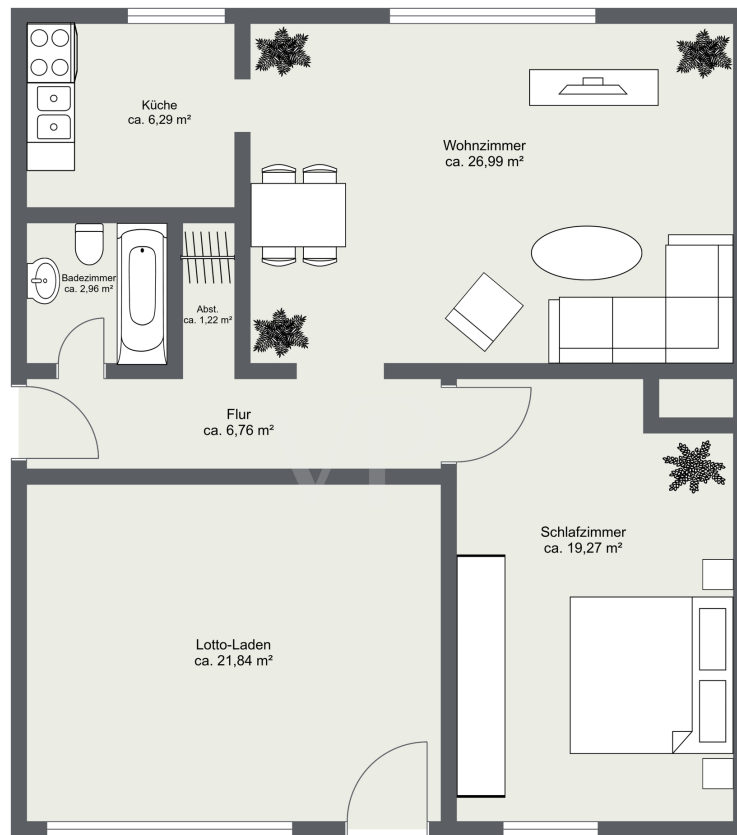 Küche
ca. 6,29 m²
Wohnzimmer
ca. 26,99 m²
Badezimmer
ca. 2,96 m²
Abst.
ca. 1,22 m²
Flur
ca. 6,76 m²
Schlafzimmer
ca. 19,27 m²
Lotto-Laden
ca. 21,84 m²